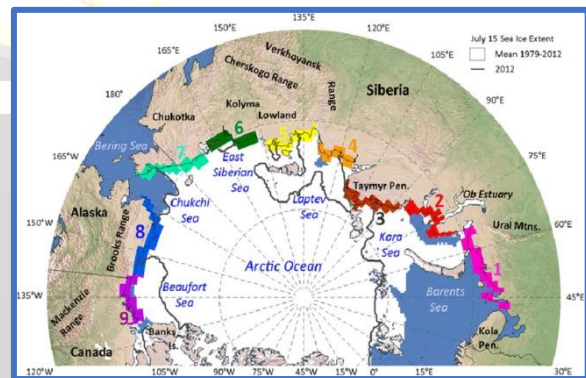 July 15 Sea Ice Extent
Mean 1979-2012
2012
180°
165°E
150°E
135°E
120°E
105°E
90°E
75°E
60°E
45°E
Verkhoyansk
Range
Cherskogo Range
Siberia
Kolyma
Lowland
Chukotka
Bering Sea
165°W
150°W
135°W
120°W
105°W
90°W
75°W
60°W
45°W
30°W
15°W
0°
15°E
30°E
1
2
3
4
5
6
7
8
9
East
Siberian
Sea
Laptev
Sea
Taymyr Pen.
Ob Estuary
Ural Mtns.
Kara
Sea
Chukchi
Sea
Alaska
Brooks Range
Arctic Ocean
Beaufort
Sea
Barents
Sea
Mackenzie
Range
Banks
Is.
Canada
Kola
Pen.